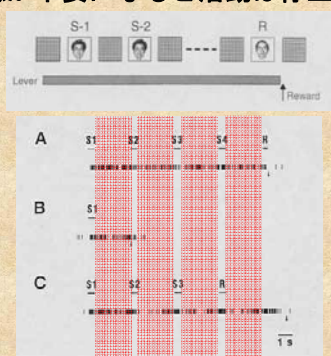 S-1 S-2 R
Lever
Reward
A S1 S2 S3 S4 R
B S1
C S1 S2 S3 R
1 s